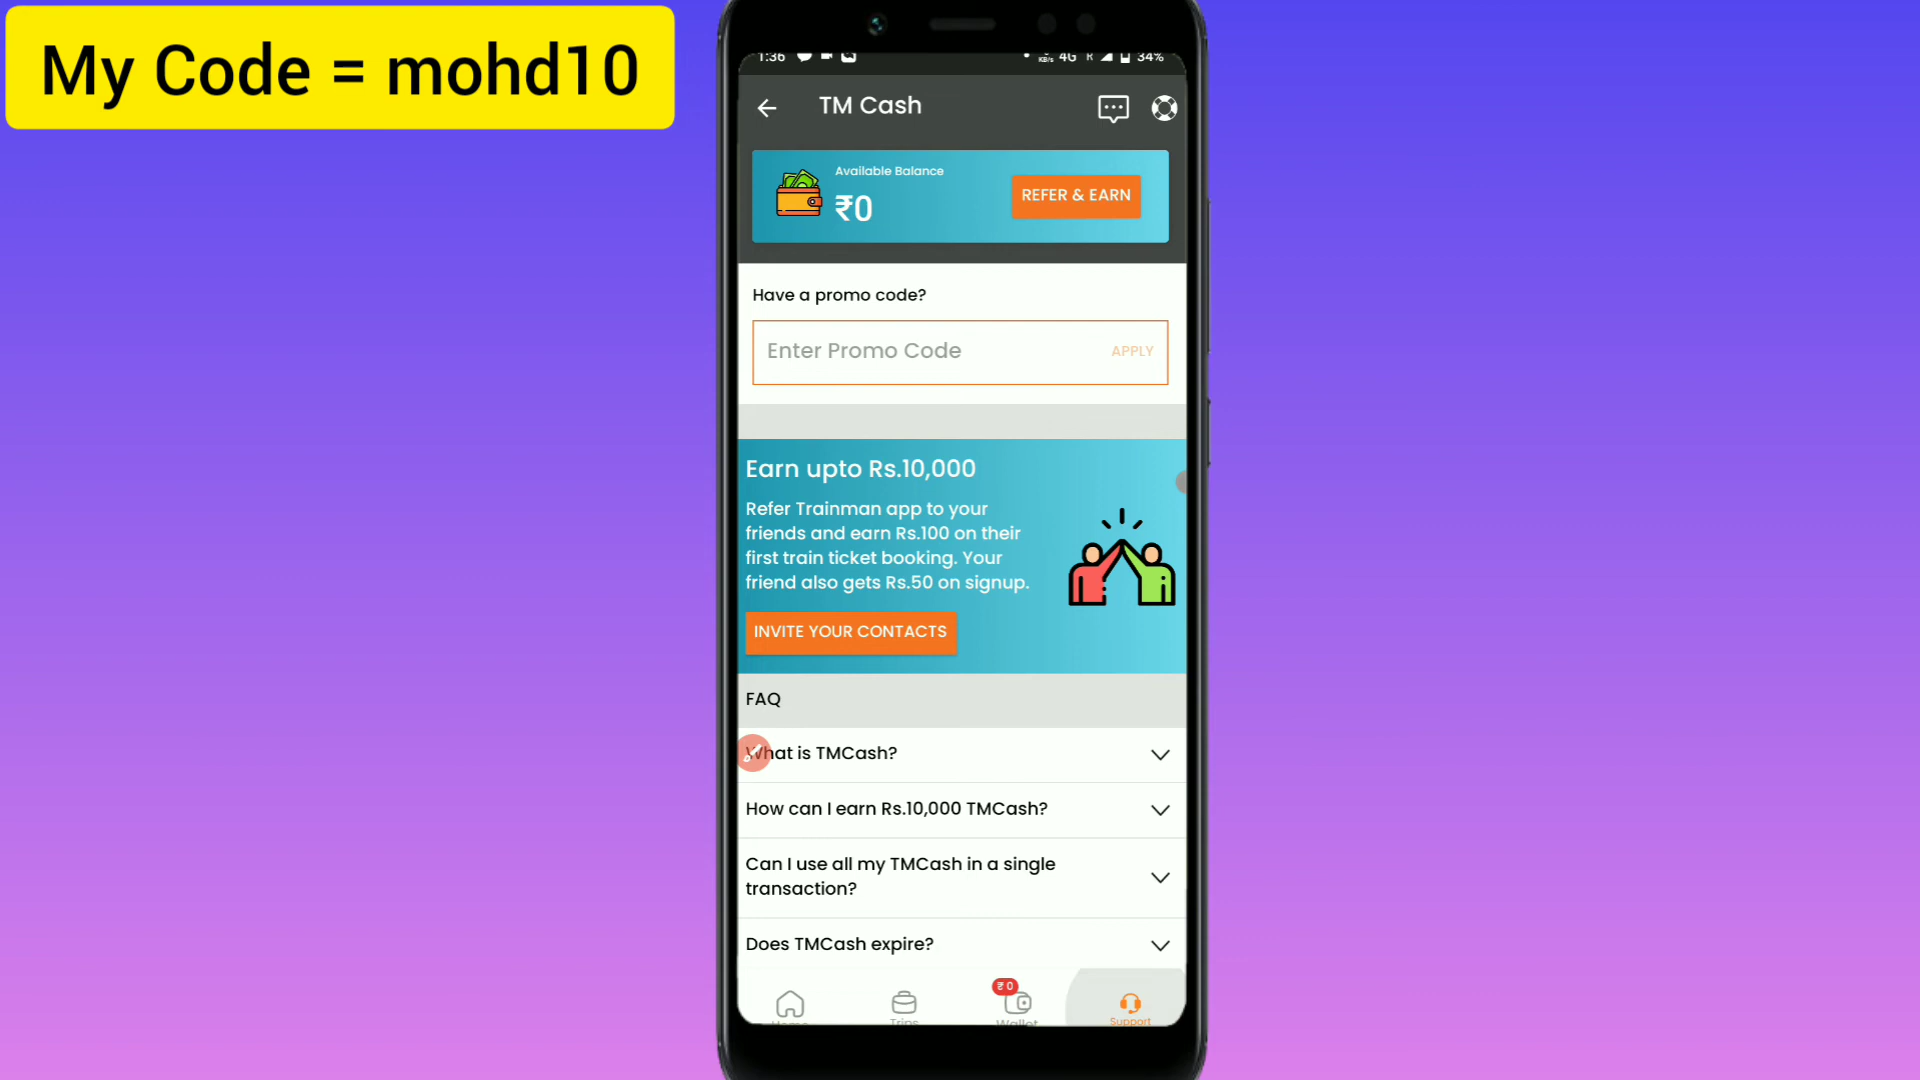 My Code = mohd10
1:36 KB/s 4G R 34%
TM Cash
Available Balance
₹0
REFER & EARN
Have a promo code?
Enter Promo Code APPLY
Earn upto Rs.10,000
Refer Trainman app to your
friends and earn Rs.100 on their
first train ticket booking. Your
friend also gets Rs.50 on signup.
INVITE YOUR CONTACTS
FAQ
What is TMCash?
How can I earn Rs.10,000 TMCash?
Can I use all my TMCash in a single
transaction?
Does TMCash expire?
₹ 0
Home Trips Wallet Support